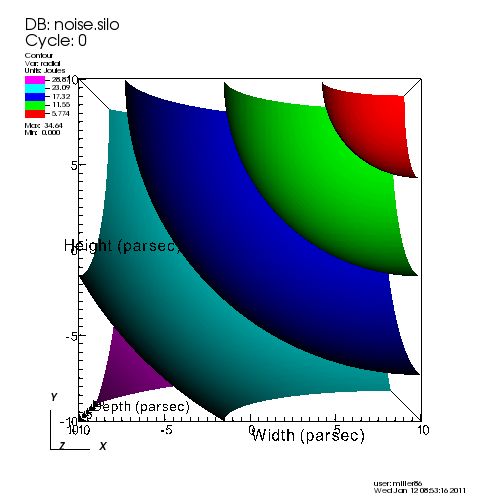 DB: noise.silo
Cycle: 0
Contour
Var: radial
Units: Joules
28.87
23.09
17.32
11.55
5.774
Max: 34.64
Min: 0.000
10
5
Height (parsec)
0
-5
-10
Depth (parsec)
10
-5
0
10
Width (parsec)
Y
Z X
user: miller86
Wed Jan 12 08:53:16 2011